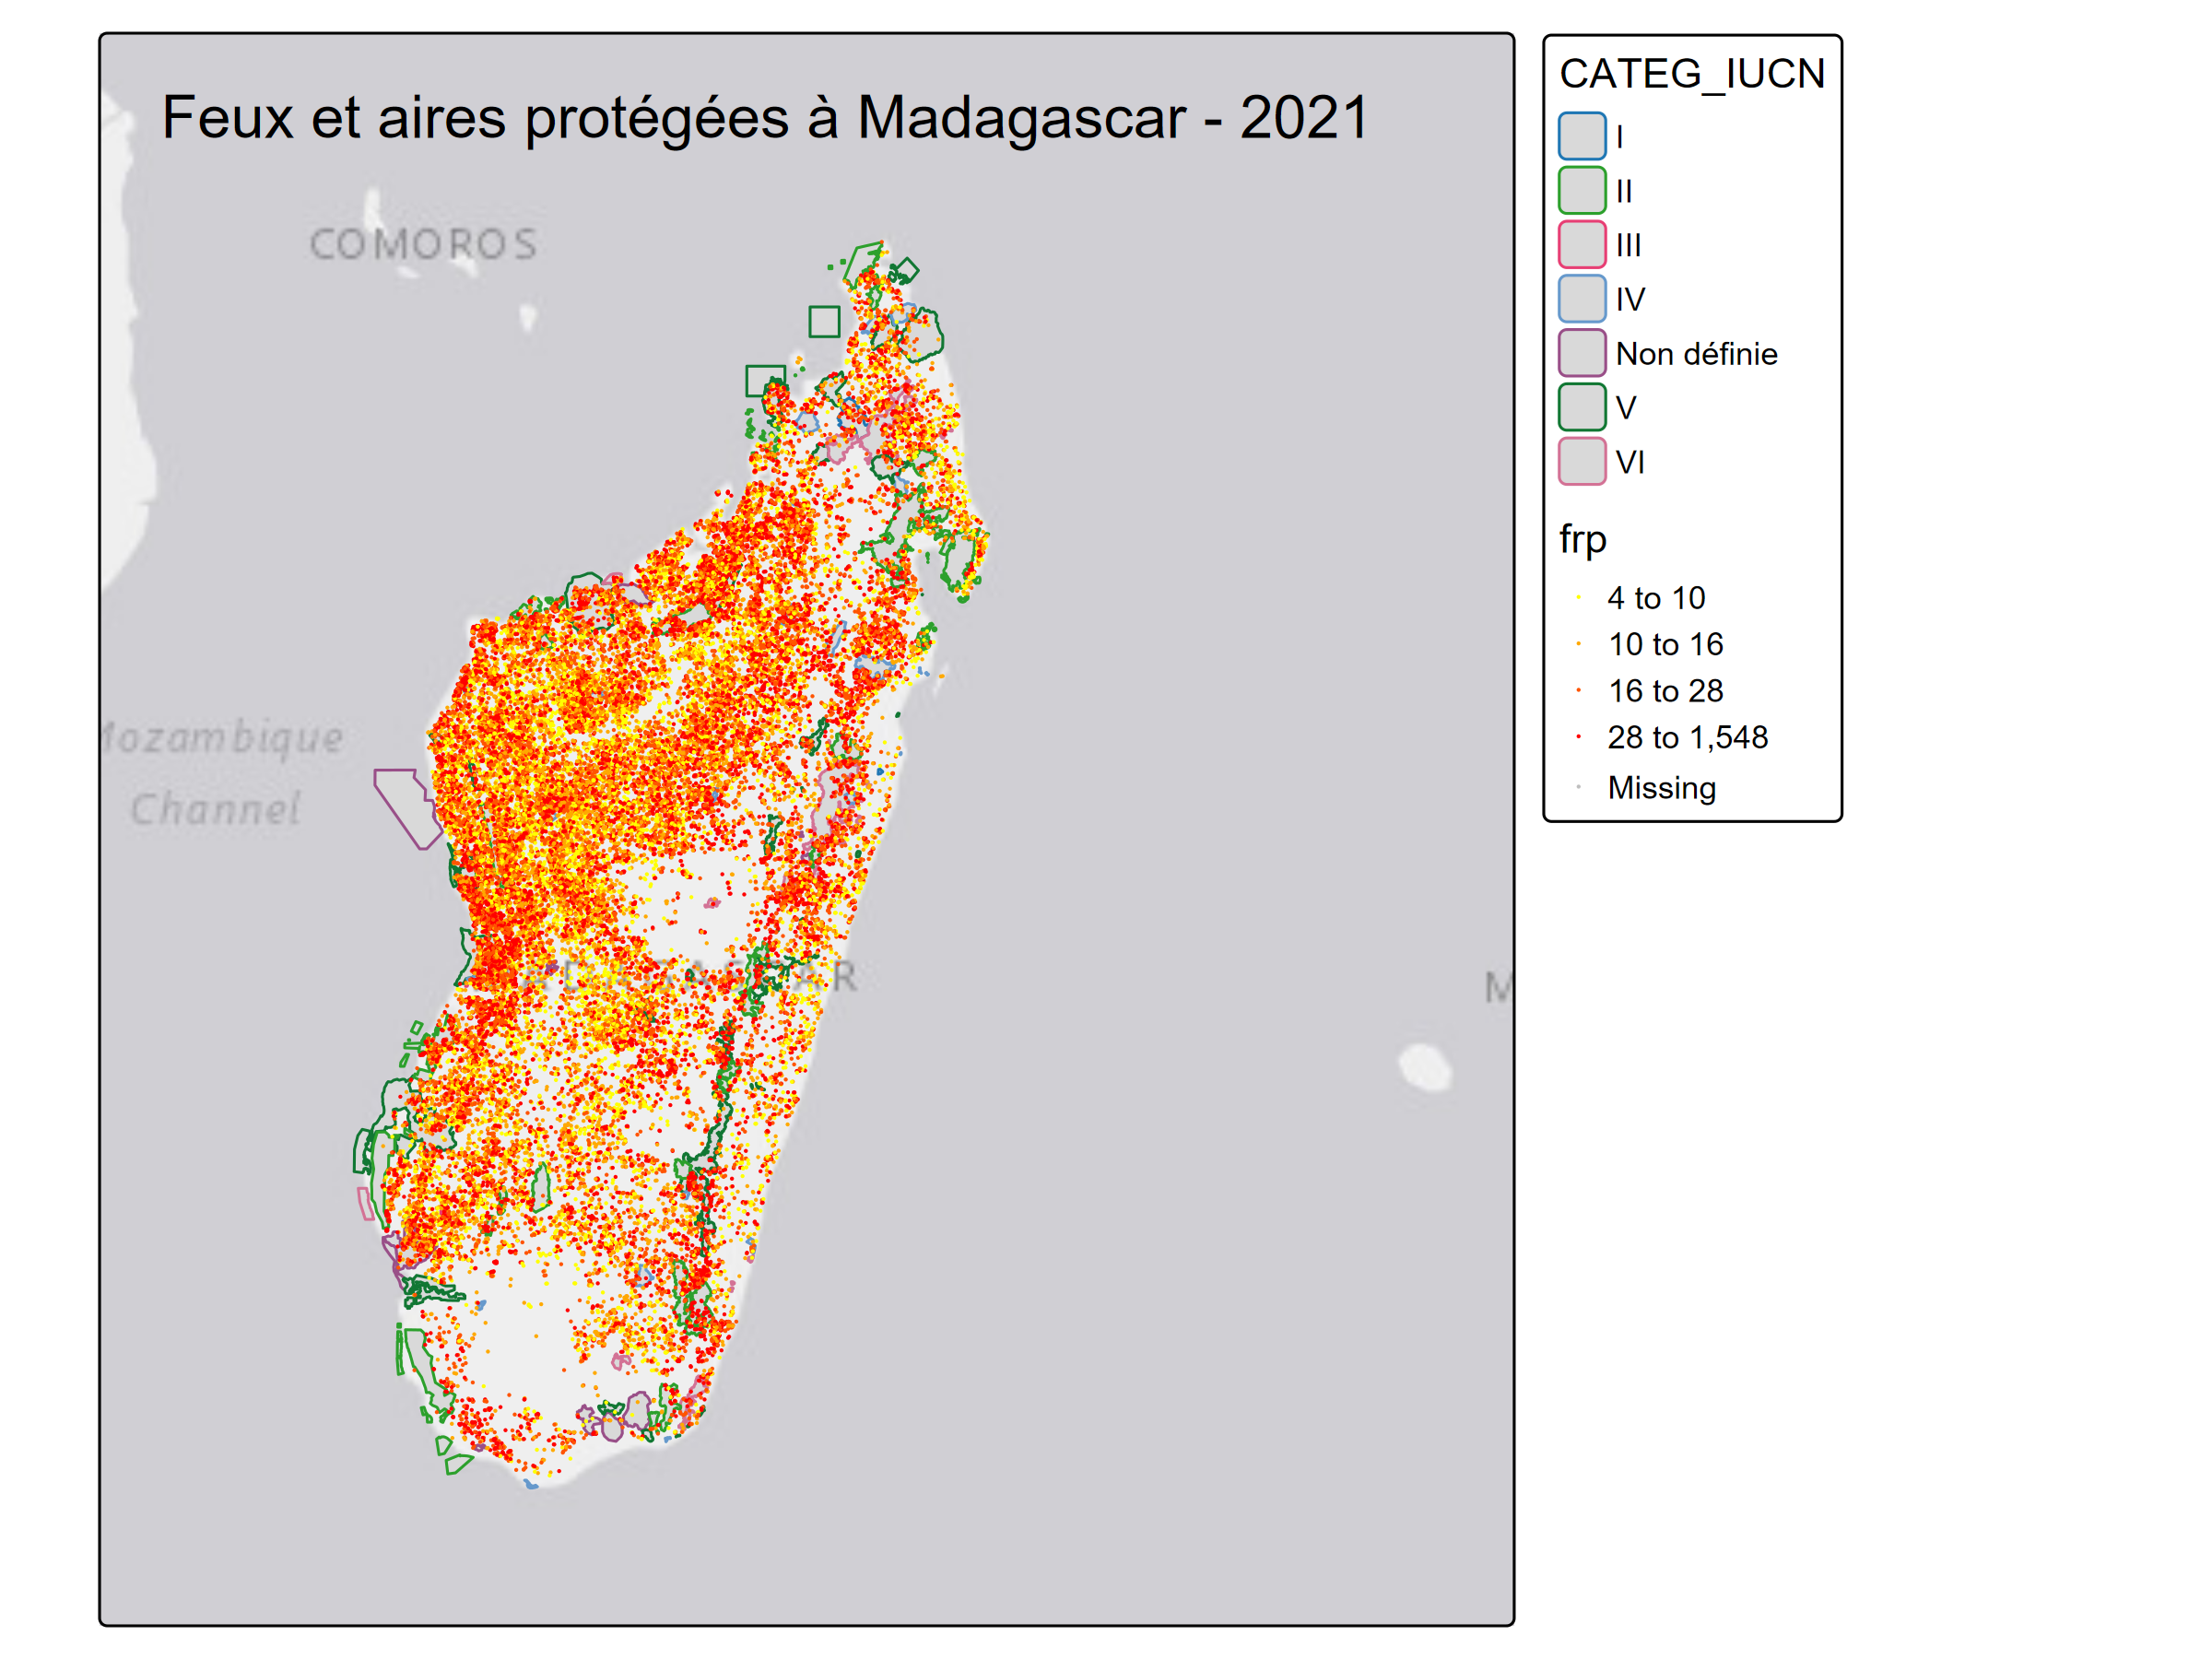 Feux et aires protégées à Madagascar - 2021
COMOROS
Mozambique
Channel
M
CATEG_IUCN
I
II
III
IV
Non définie
V
VI
frp
4 to 10
10 to 16
16 to 28
28 to 1,548
Missing